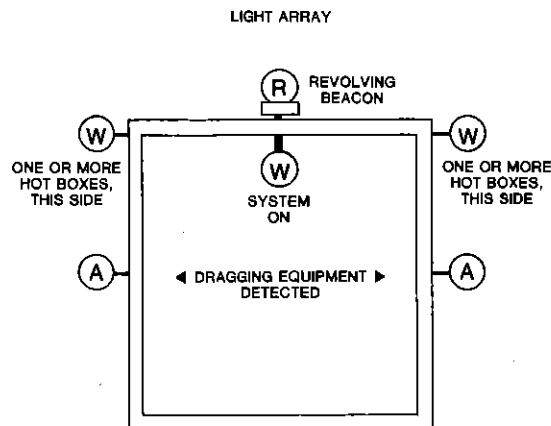 LIGHT ARRAY
R
REVOLVING
BEACON
W
W
ONE OR MORE
HOT BOXES,
THIS SIDE
W
SYSTEM
ON
ONE OR MORE
HOT BOXES,
THIS SIDE
A
◄ DRAGGING EQUIPMENT ►
DETECTED
A